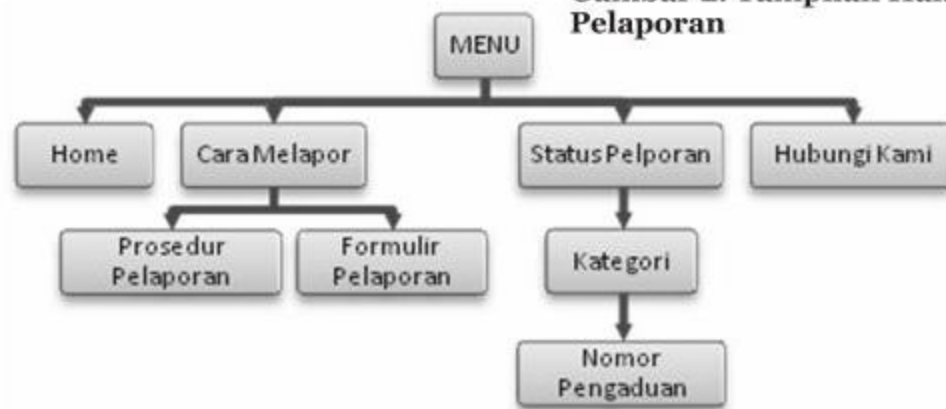 Pelaporan
MENU
Home
Cara Melapor
Status Pelporan
Hubungi Kami
Prosedur
Pelaporan
Formulir
Pelaporan
Kategori
Nomor
Pengaduan